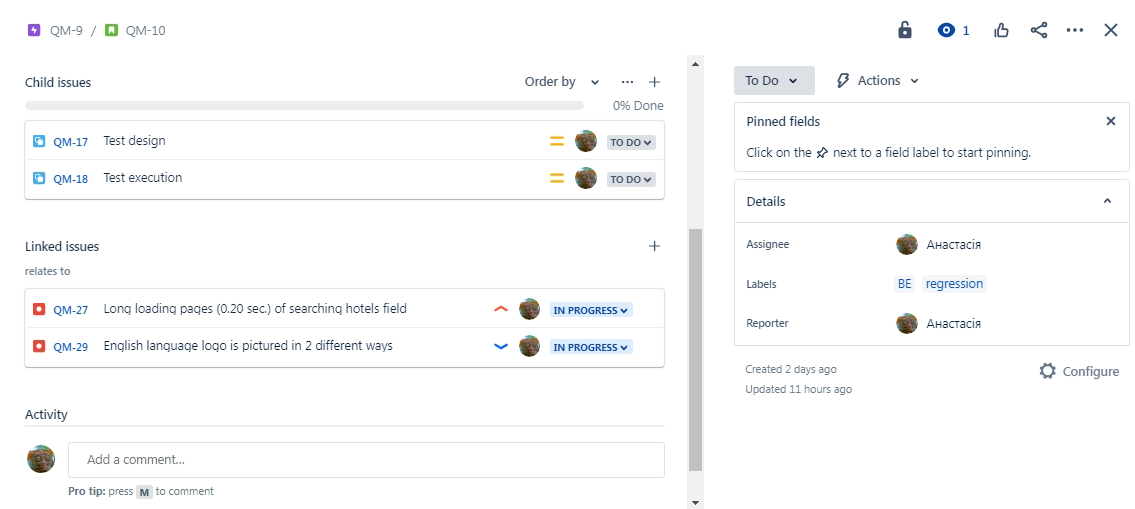 QM-9 / QM-10
1
Child issues
Order by
0% Done
QM-17 Test design TO DO
QM-18 Test execution TO DO
Linked issues
relates to
QM-27 Long loading pages (0.20 sec.) of searching hotels field IN PROGRESS
QM-29 English language logo is pictured in 2 different ways IN PROGRESS
Activity
Add a comment...
Pro tip: press M to comment
To Do
Actions
Pinned fields
Click on the next to a field label to start pinning.
Details
Assignee Анастасія
Labels BE regression
Reporter Анастасія
Created 2 days ago
Updated 11 hours ago
Configure